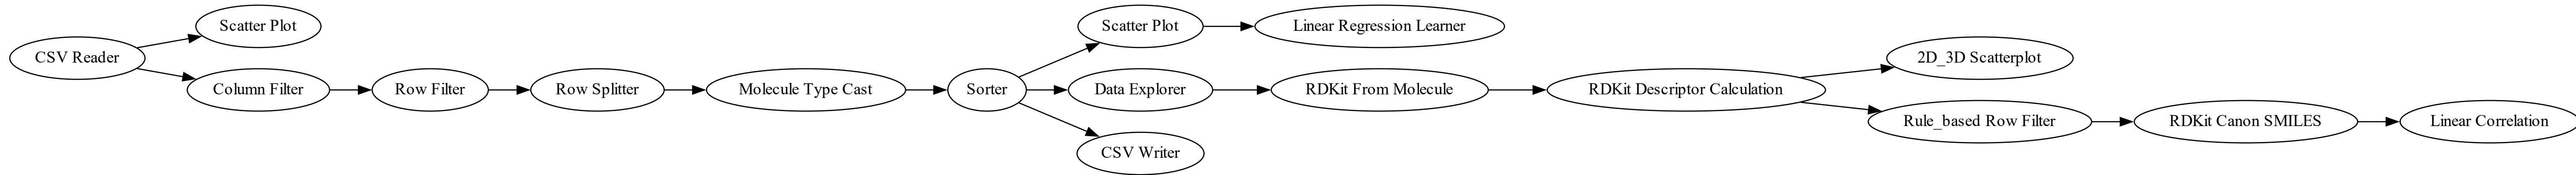 CSV Reader
Scatter Plot
Column Filter
Row Filter
Row Splitter
Molecule Type Cast
Sorter
Scatter Plot
Linear Regression Learner
Data Explorer
RDKit From Molecule
RDKit Descriptor Calculation
CSV Writer
2D_3D Scatterplot
Rule_based Row Filter
RDKit Canon SMILES
Linear Correlation